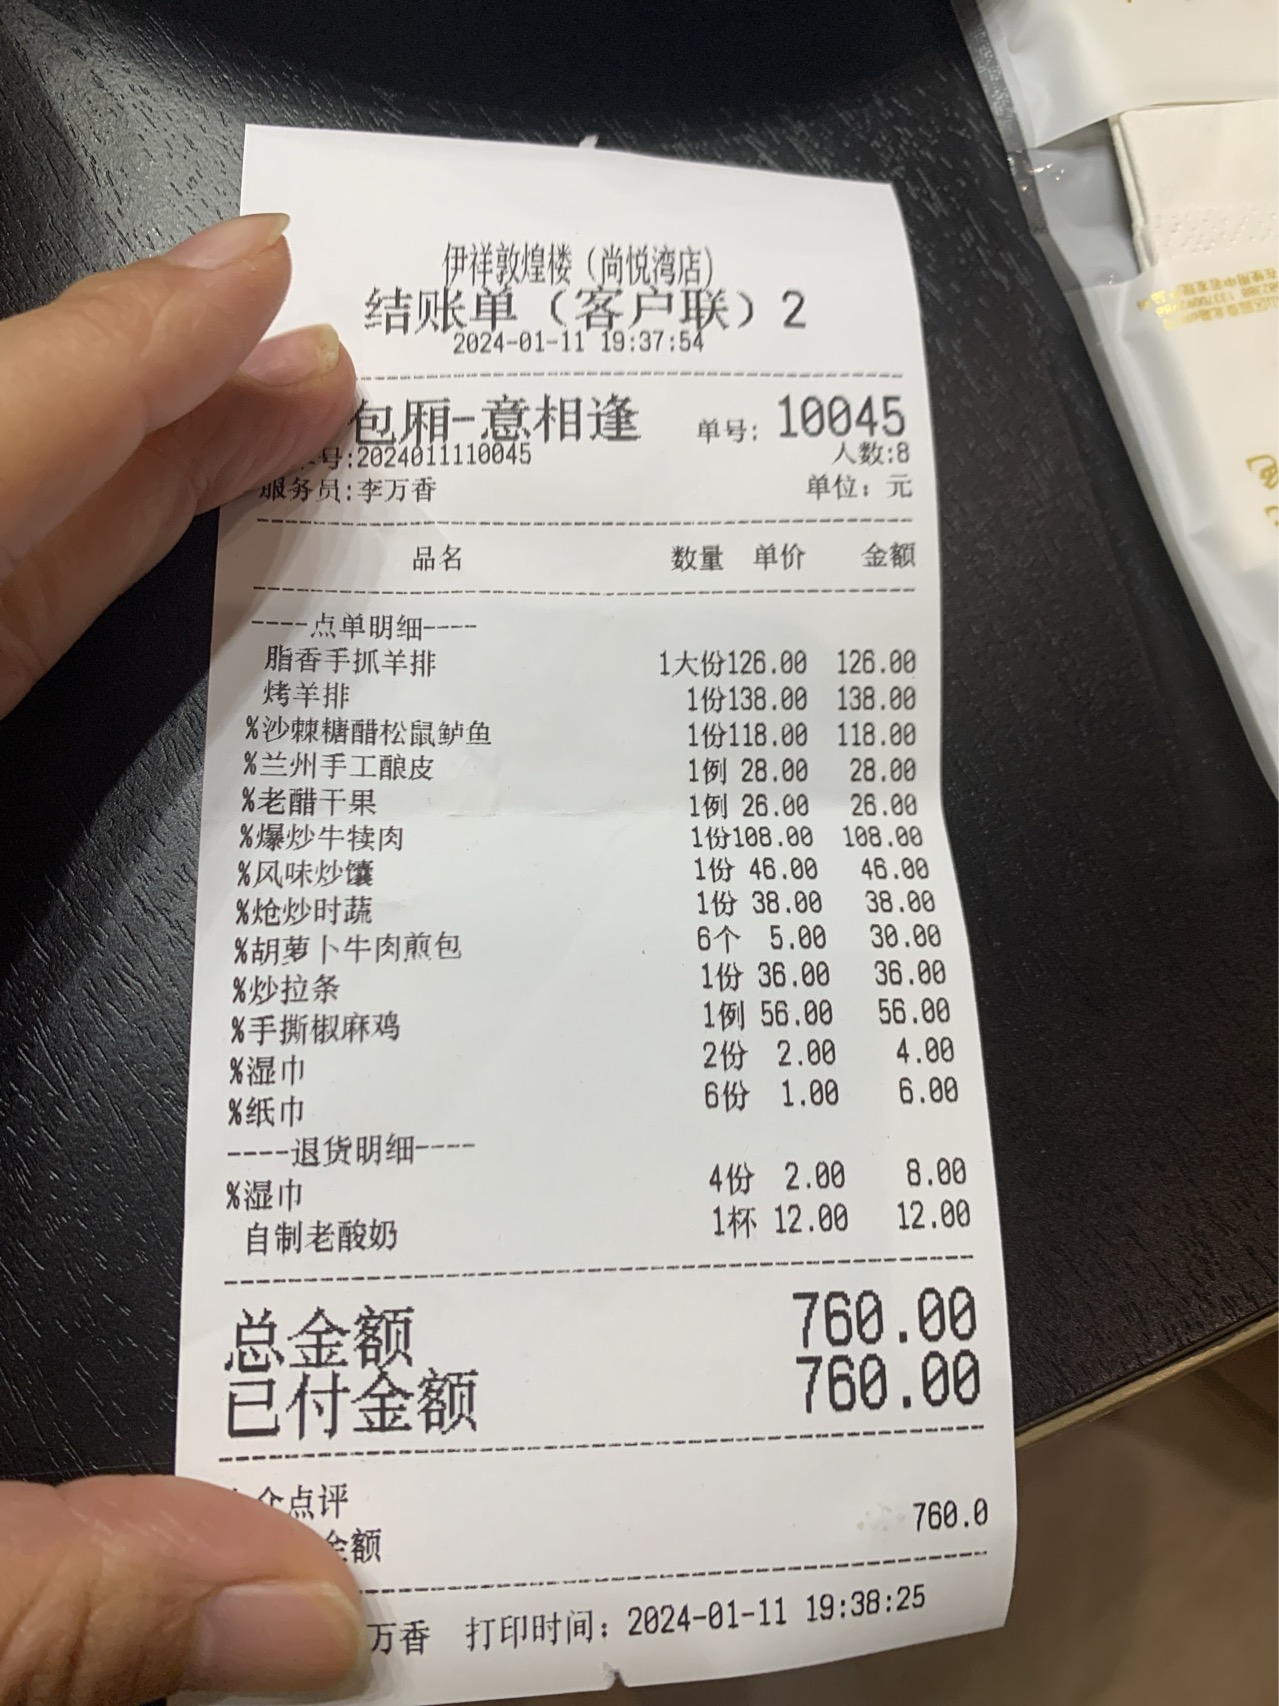 伊祥敦煌楼（尚悦湾店）
结账单（客户联）2
2024-01-11 19:37:54
包厢-意相逢 单号: 10045
号:2024011110045 人数:8
服务员:李万香 单位: 元
品名 数量 单价 金额
----点单明细----
脂香手抓羊排 1大份126.00 126.00
烤羊排 1份138.00 138.00
%沙棘糖醋松鼠鲈鱼 1份118.00 118.00
%兰州手工酿皮 1例 28.00 28.00
%老醋干果 1例 26.00 26.00
%爆炒牛犊肉 1份108.00 108.00
%风味炒馕 1份 46.00 46.00
%炝炒时蔬 1份 38.00 38.00
%胡萝卜牛肉煎包 6个 5.00 30.00
%炒拉条 1份 36.00 36.00
%手撕椒麻鸡 1例 56.00 56.00
%湿巾 2份 2.00 4.00
%纸巾 6份 1.00 6.00
----退货明细----
%湿巾 4份 2.00 8.00
自制老酸奶 1杯 12.00 12.00
总金额 760.00
已付金额 760.00
众点评
金额 760.0
万香 打印时间: 2024-01-11 19:38:25